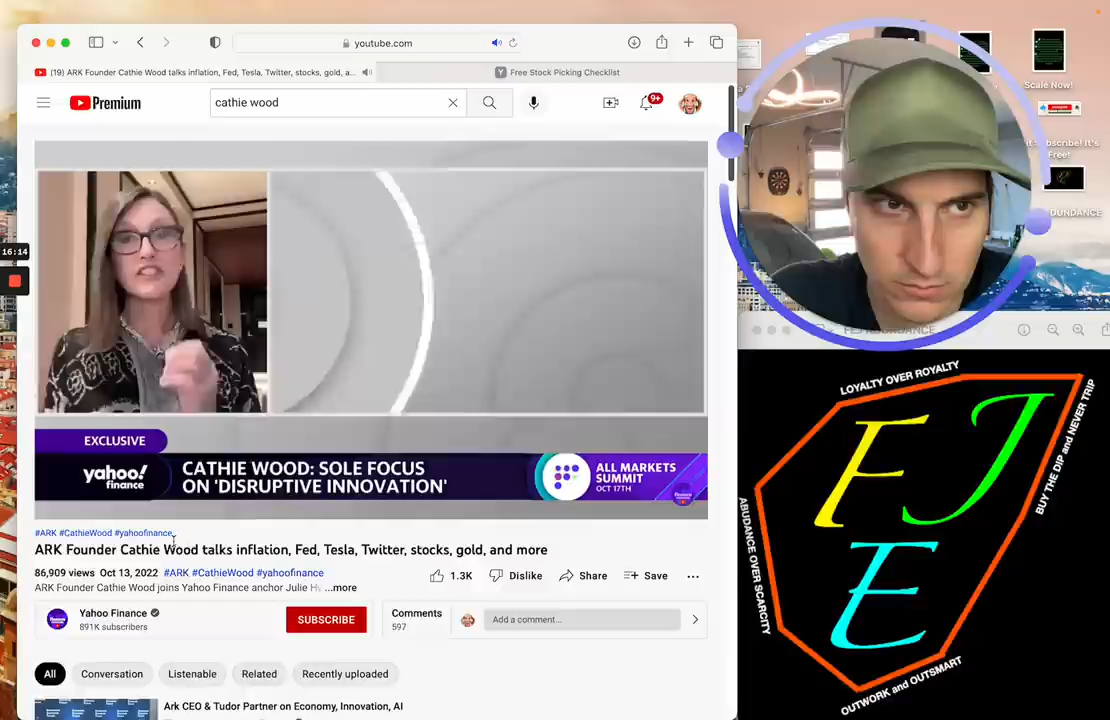 youtube.com
(19) ARK Founder Cathie Wood talks inflation, Fed, Tesla, Twitter, stocks, gold, a...
Free Stock Picking Checklist
Premium
cathie wood
9+
Scale Now!
Subscribe! It's
Free!
16:14
EXCLUSIVE
yahoo!
finance
CATHIE WOOD: SOLE FOCUS
ON 'DISRUPTIVE INNOVATION'
ALL MARKETS
SUMMIT
OCT 17TH
#ARK #CathieWood #yahoofinance
ARK Founder Cathie Wood talks inflation, Fed, Tesla, Twitter, stocks, gold, and more
86,909 views Oct 13, 2022 #ARK #CathieWood #yahoofinance
1.3K Dislike Share Save
ARK Founder Cathie Wood joins Yahoo Finance anchor Julie ...more
Yahoo Finance
891K subscribers
SUBSCRIBE
Comments
597
Add a comment...
All Conversation Listenable Related Recently uploaded
Ark CEO & Tudor Partner on Economy, Innovation, AI
LOYALTY OVER ROYALTY
BUY THE DIP and NEVER TRIP
ABUDANCE OVER SCARCITY
OUTWORK and OUTSMART
F J
E